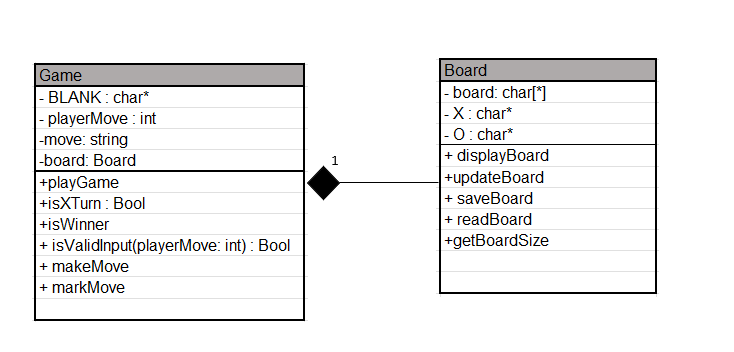 Game
- BLANK : char*
- playerMove : int
-move: string
-board: Board
+playGame
+isXTurn : Bool
+isWinner
+ isValidInput(playerMove: int) : Bool
+ makeMove
+ markMove
1
Board
- board: char[*]
- X : char*
- O : char*
+ displayBoard
+updateBoard
+ saveBoard
+ readBoard
+getBoardSize